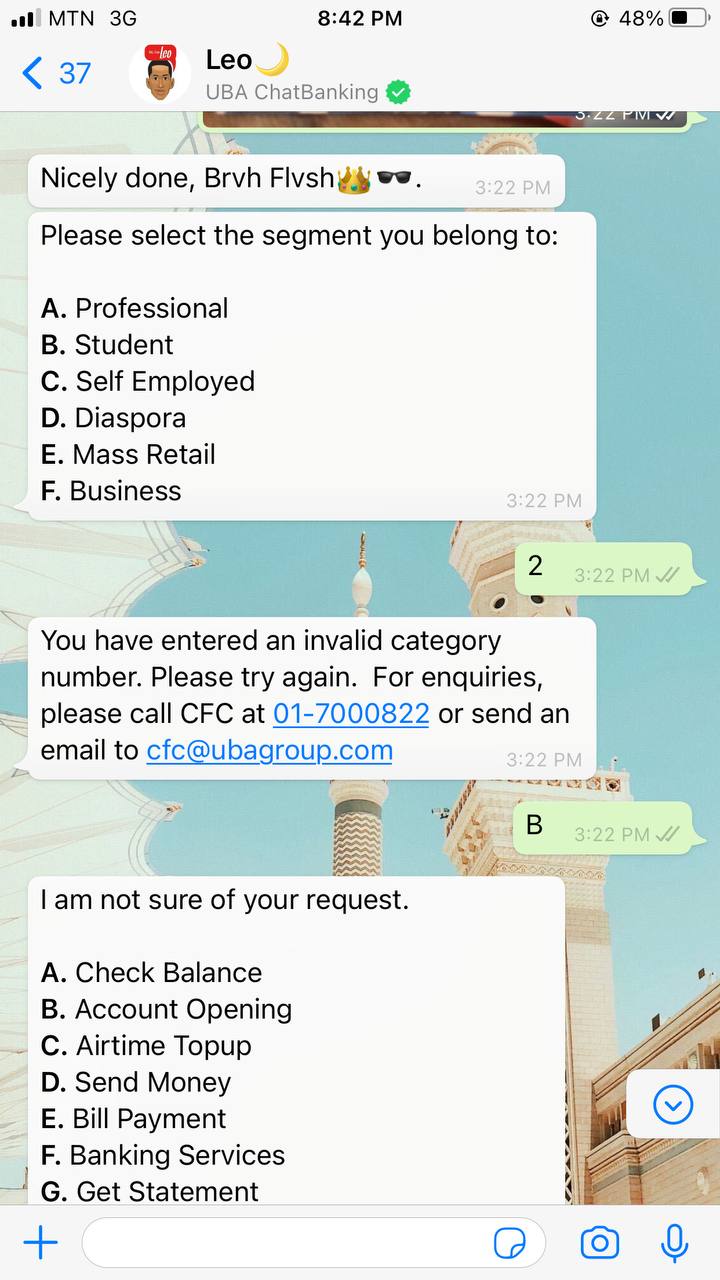 MTN 3G 8:42 PM 48%
37
Leo🌙
UBA ChatBanking
3:22 PM
Nicely done, Brvh Flvsh👑🕶️. 3:22 PM
Please select the segment you belong to:
A. Professional
B. Student
C. Self Employed
D. Diaspora
E. Mass Retail
F. Business
3:22 PM
2 3:22 PM
You have entered an invalid category
number. Please try again. For enquiries,
please call CFC at 01-7000822 or send an
email to cfc@ubagroup.com
3:22 PM
B 3:22 PM
I am not sure of your request.
A. Check Balance
B. Account Opening
C. Airtime Topup
D. Send Money
E. Bill Payment
F. Banking Services
G. Get Statement